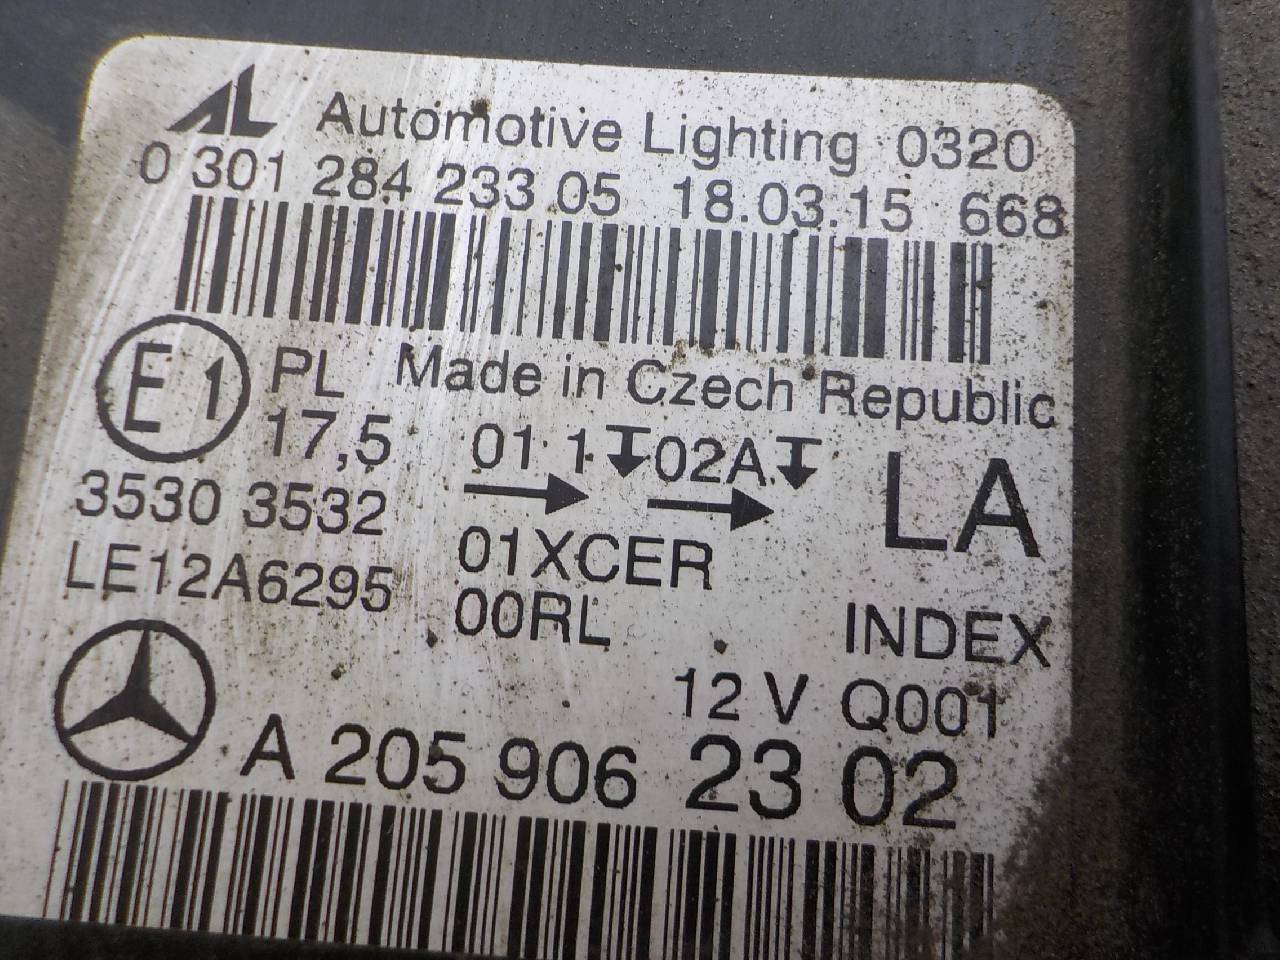 AL Automotive Lighting 0320
0 301 284 233 05 18.03.15 668
E1 PL Made in Czech Republic
17,5 01 1 02A LA
3530 3532
01XCER
LE12A6295
00RL INDEX
12 V Q001
A 205 906 23 02